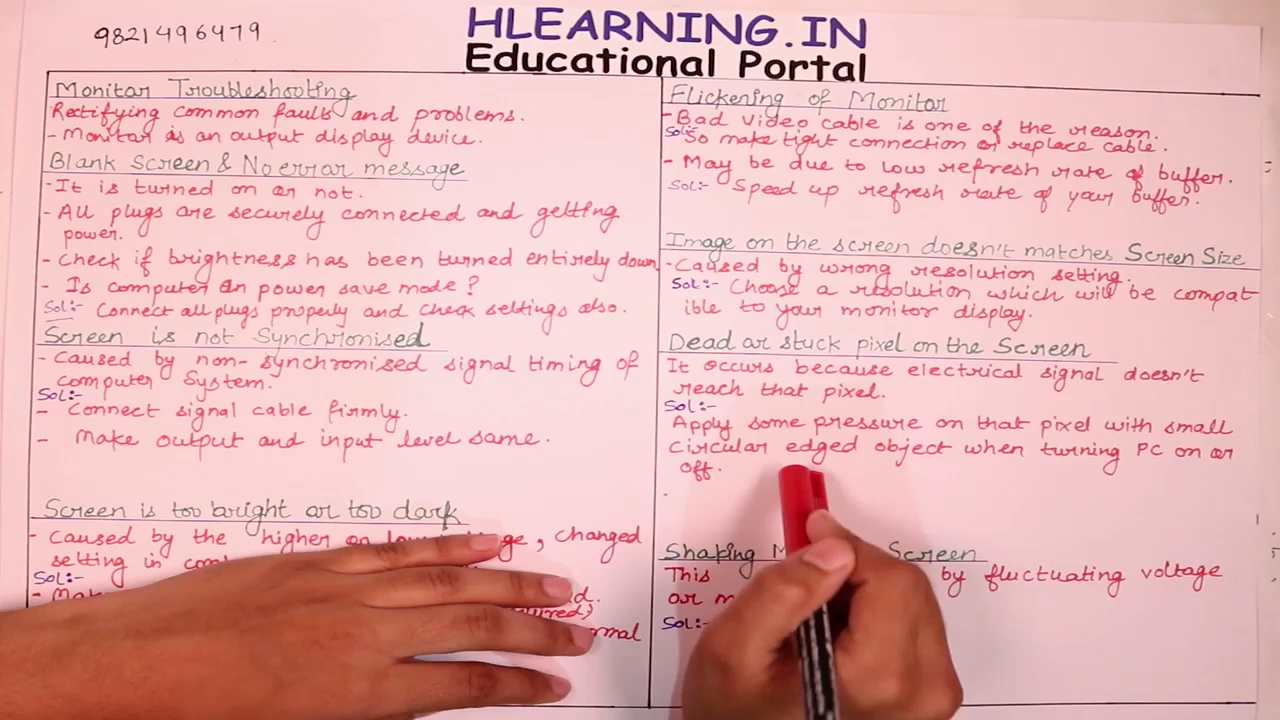 9821496479
HLEARNING.IN
Educational Portal
Monitor Troubleshooting
Rectifying common faults and problems.
- Monitor is an output display device.
Blank Screen & No error message
- It is turned on or not.
- All plugs are securely connected and getting
power.
- Check if brightness has been turned entirely down
- Is computer in power save mode?
Sol:- Connect all plugs properly and check settings also.
Screen is not Synchronised
- Caused by non-synchronised signal timing of
computer System.
Sol:-
- Connect signal cable firmly.
- Make output and input level same.
Screen is too bright or too dark
- Caused by the higher or changed
setting in
Sol:-
Flickening of Monitor
- Bad video cable is one of the reason.
Sol:- So make tight connection or replace cable.
- May be due to low refresh rate of buffer.
Sol:- Speed up refresh rate of your buffer.
Image on the screen doesn't matches Screen Size
- Caused by wrong resolution setting.
Sol:- Choose a resolution which will be compat
ible to your monitor display.
Dead or stuck pixel on the Screen
It occurs because electrical signal doesn't
reach that pixel.
Sol:-
Apply some pressure on that pixel with small
Circular edged object when turning PC on or
off.
Shaking Screen
This by fluctuating voltage
or
Sol:-